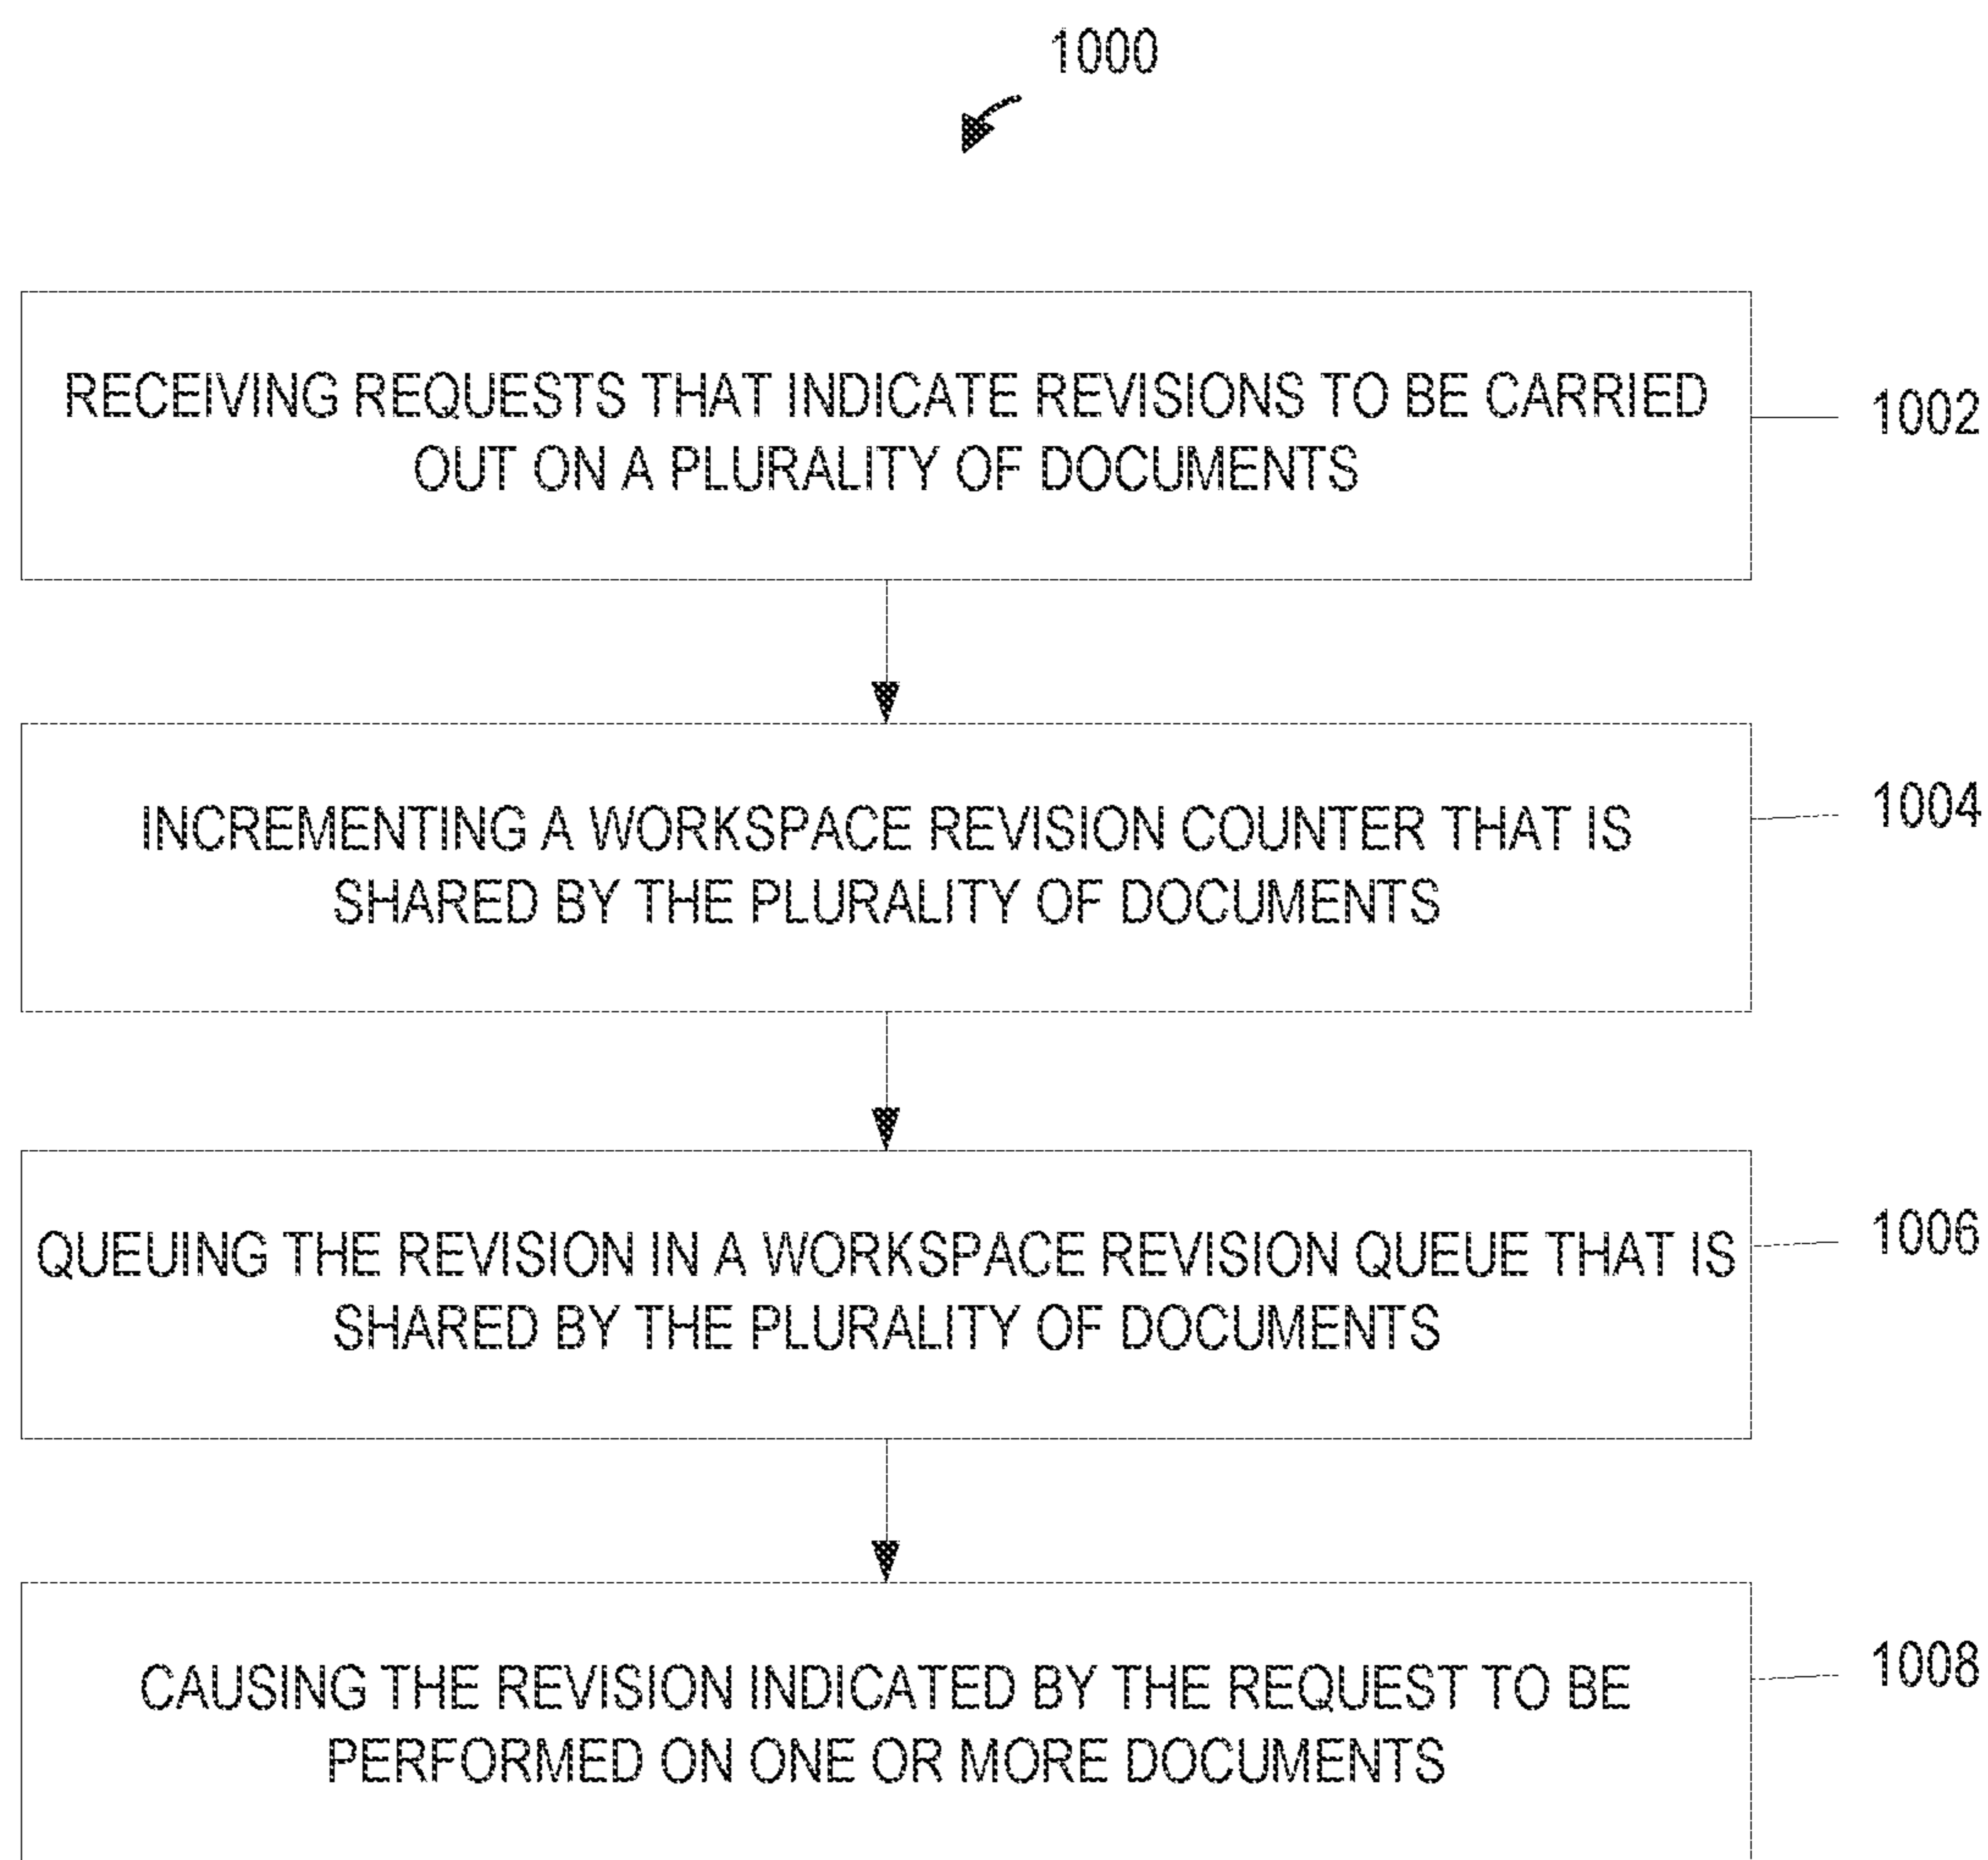 1000
RECEIVING REQUESTS THAT INDICATE REVISIONS TO BE CARRIED
OUT ON A PLURALITY OF DOCUMENTS
1002
INCREMENTING A WORKSPACE REVISION COUNTER THAT IS
SHARED BY THE PLURALITY OF DOCUMENTS
1004
QUEUING THE REVISION IN A WORKSPACE REVISION QUEUE THAT IS
SHARED BY THE PLURALITY OF DOCUMENTS
1006
CAUSING THE REVISION INDICATED BY THE REQUEST TO BE
PERFORMED ON ONE OR MORE DOCUMENTS
1008